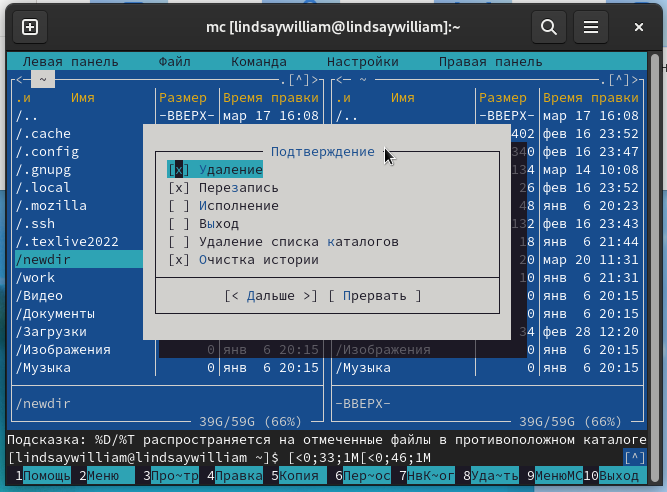 mc [lindsaywilliam@lindsaywilliam]:~
Левая панель Файл Команда Настройки Правая панель
<─ ~ .[^]> <─ ~ .[^]>
.и Имя Размер Время правки .и Имя Размер Время правки
/.. -ВВЕРХ- мар 17 16:08 /.. -ВВЕРХ- мар 17 16:08
/.cache 402 фев 16 23:52
/.config 340 фев 16 23:47
/.gnupg 134 мар 14 10:08
/.local 26 фев 16 23:52
/.mozilla 48 янв 6 20:23
/.ssh 132 фев 16 23:43
/.texlive2022 18 янв 6 21:44
/newdir 20 мар 20 11:31
/work 10 янв 6 21:31
/Видео 0 янв 6 20:15
/Документы 0 янв 6 20:15
/Загрузки 34 фев 28 12:20
/Изображения 0 янв 6 20:15 /Изображения 0 янв 6 20:15
/Музыка 0 янв 6 20:15 /Музыка 0 янв 6 20:15
Подтверждение
[x] Удаление
[x] Перезапись
[ ] Исполнение
[ ] Выход
[ ] Удаление списка каталогов
[x] Очистка истории
[< Дальше >] [ Прервать ]
/newdir -ВВЕРХ-
39G/59G (66%) 39G/59G (66%)
Подсказка: %D/%T распространяется на отмеченные файлы в противоположном каталоге
[lindsaywilliam@lindsaywilliam ~]$ [<0;33;1M[<0;46;1M [^]
1Помощь 2Меню 3Про~тр 4Правка 5Копия 6Пер~ос 7НвК~ог 8Уда~ть 9МенюМС 10Выход